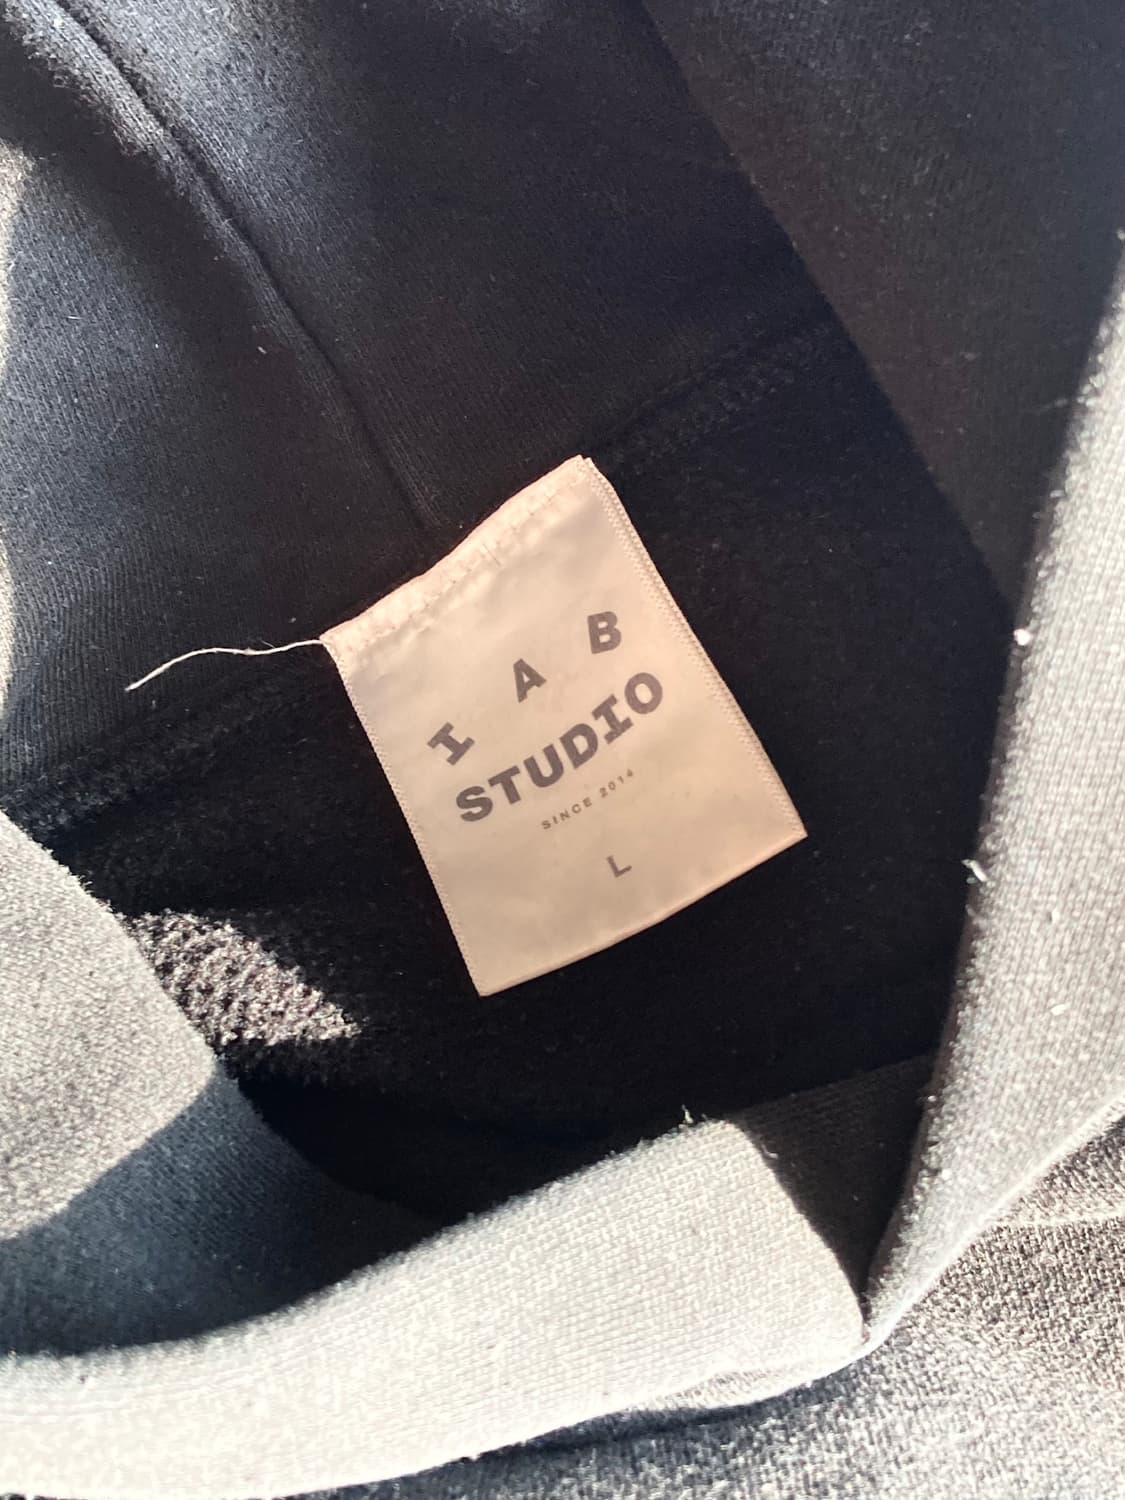 I A B
STUDIO
SINCE 2014
L